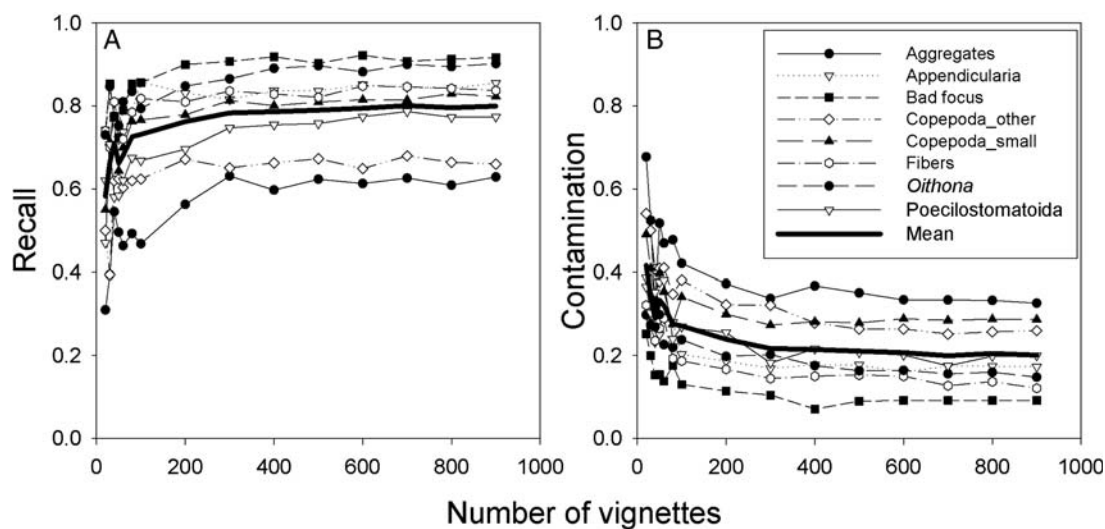 A
1.0
0.8
0.6
0.4
0.2
0.0
Recall
0 200 400 600 800 1000
B
1.0
0.8
0.6
0.4
0.2
0.0
Contamination
0 200 400 600 800 1000
Aggregates
Appendicularia
Bad focus
Copepoda_other
Copepoda_small
Fibers
Oithona
Poecilostomatoida
Mean
Number of vignettes